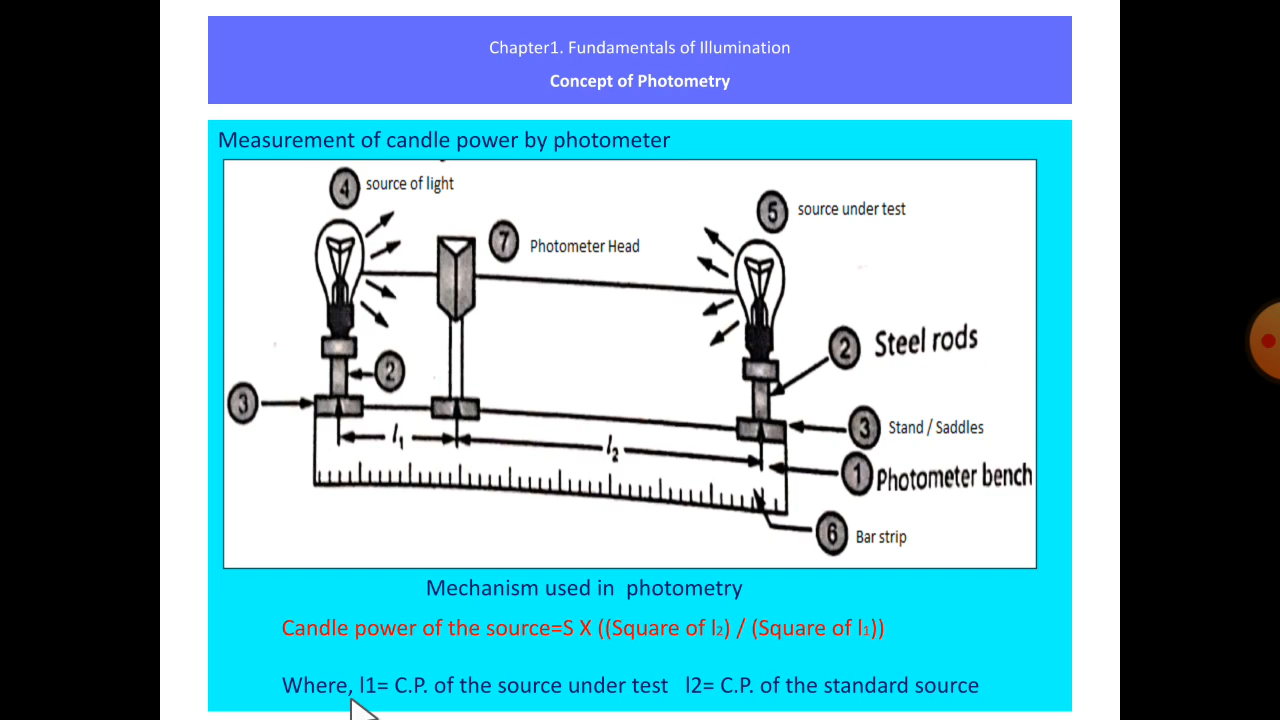 Chapter1. Fundamentals of Illumination
Concept of Photometry
Measurement of candle power by photometer
4 source of light
5 source under test
7 Photometer Head
2 Steel rods
2
3
3 Stand / Saddles
l₁
l₂
1 Photometer bench
6 Bar strip
Mechanism used in photometry
Candle power of the source=S X ((Square of l₂) / (Square of l₁))
Where, l1= C.P. of the source under test l2= C.P. of the standard source